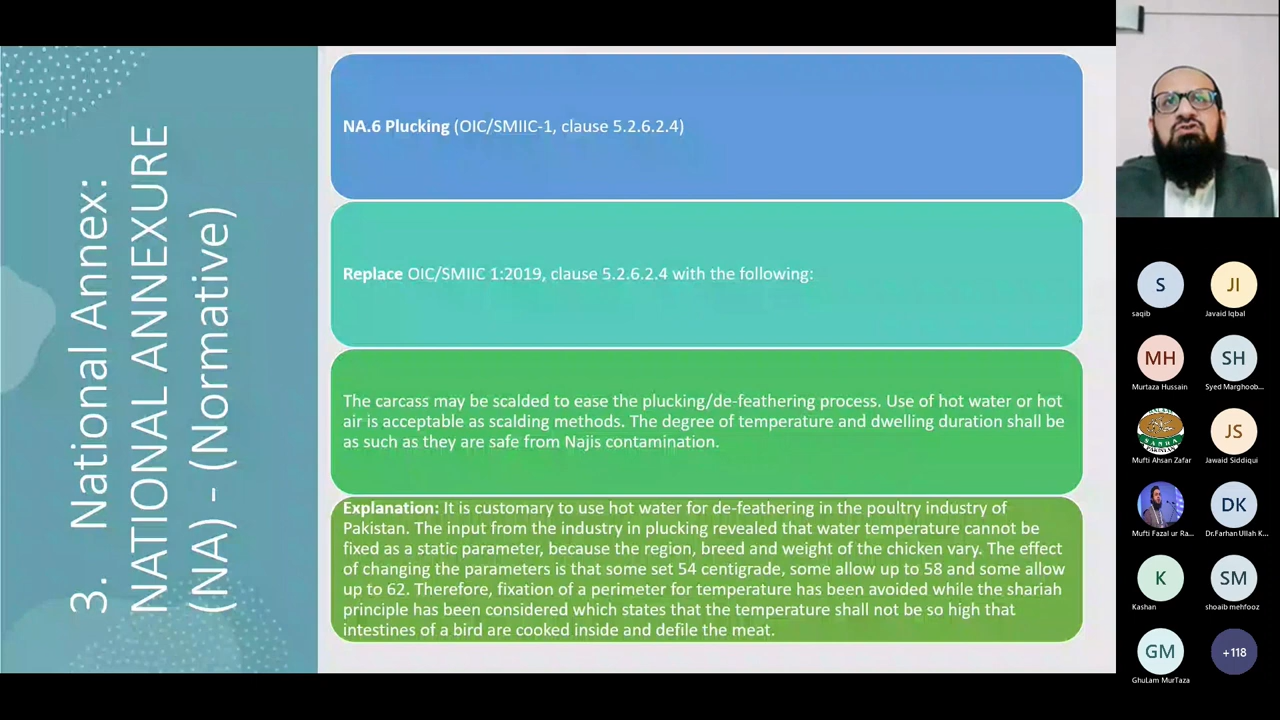 3. National Annex:
NATIONAL ANNEXURE
(NA) - (Normative)
NA.6 Plucking (OIC/SMIIC-1, clause 5.2.6.2.4)
Replace OIC/SMIIC 1:2019, clause 5.2.6.2.4 with the following:
The carcass may be scalded to ease the plucking/de-feathering process. Use of hot water or hot
air is acceptable as scalding methods. The degree of temperature and dwelling duration shall be
as such as they are safe from Najis contamination.
Explanation: It is customary to use hot water for de-feathering in the poultry industry of
Pakistan. The input from the industry in plucking revealed that water temperature cannot be
fixed as a static parameter, because the region, breed and weight of the chicken vary. The effect
of changing the parameters is that some set 54 centigrade, some allow up to 58 and some allow
up to 62. Therefore, fixation of a perimeter for temperature has been avoided while the shariah
principle has been considered which states that the temperature shall not be so high that
intestines of a bird are cooked inside and defile the meat.
S
saqib
JI
Javaid Iqbal
MH
Murtaza Hussain
SH
Syed Marghoob...
Mufti Ahsan Zafar
JS
Jawaid Siddiqui
Mufti Fazal ur Ra...
DK
Dr.Farhan Ullah K...
K
Kashan
SM
shoaib mehfooz
GM
GhuLam MurTaza
+118